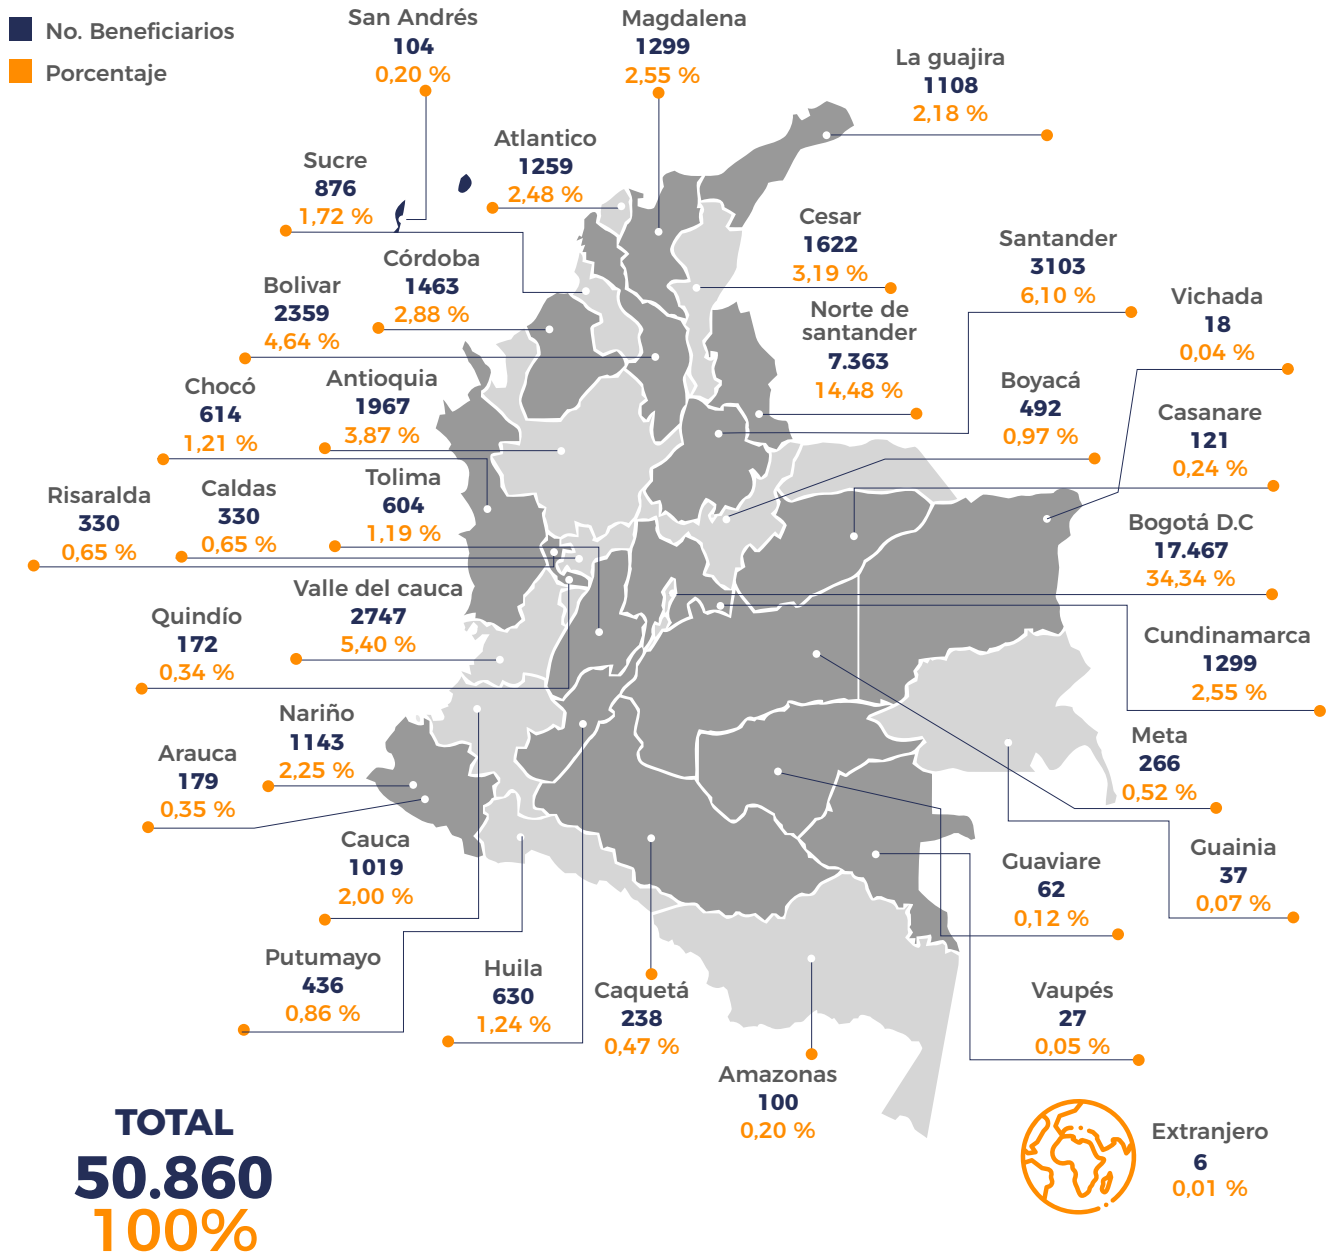 No. Beneficiarios
Porcentaje
San Andrés
104
0,20 %
Magdalena
1299
2,55 %
La guajira
1108
2,18 %
Atlantico
1259
2,48 %
Sucre
876
1,72 %
Cesar
1622
3,19 %
Santander
3103
6,10 %
Córdoba
1463
2,88 %
Bolivar
2359
4,64 %
Vichada
18
0,04 %
Norte de
santander
7.363
14,48 %
Chocó
614
1,21 %
Antioquia
1967
3,87 %
Boyacá
492
0,97 %
Casanare
121
0,24 %
Tolima
604
1,19 %
Caldas
330
0,65 %
Risaralda
330
0,65 %
Bogotá D.C
17.467
34,34 %
Valle del cauca
2747
5,40 %
Quindío
172
0,34 %
Cundinamarca
1299
2,55 %
Nariño
1143
2,25 %
Arauca
179
0,35 %
Meta
266
0,52 %
Cauca
1019
2,00 %
Guainia
37
0,07 %
Guaviare
62
0,12 %
Putumayo
436
0,86 %
Huila
630
1,24 %
Caquetá
238
0,47 %
Vaupés
27
0,05 %
Amazonas
100
0,20 %
TOTAL
50.860
100%
Extranjero
6
0,01 %